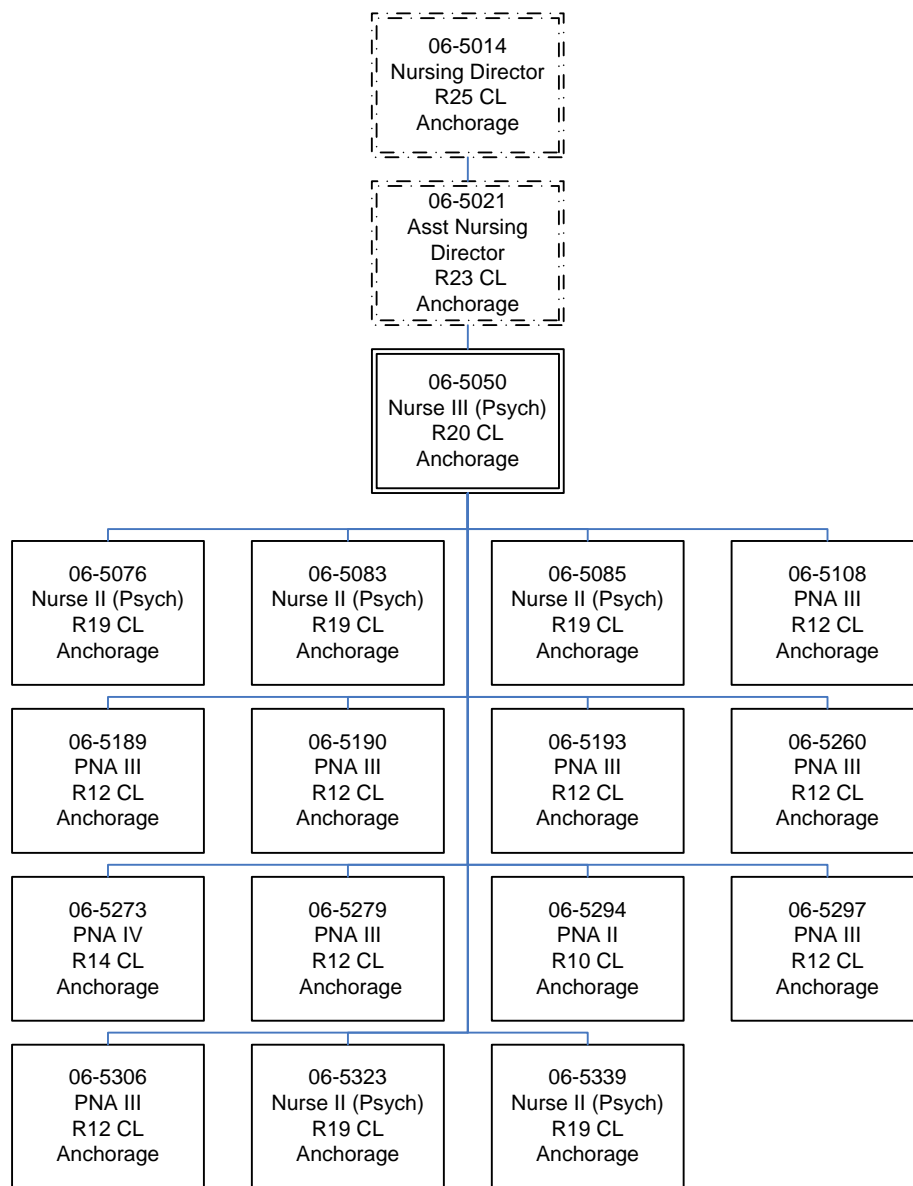 06-5014
Nursing Director
R25 CL
Anchorage
06-5021
Asst Nursing
Director
R23 CL
Anchorage
06-5050
Nurse III (Psych)
R20 CL
Anchorage
06-5076
Nurse II (Psych)
R19 CL
Anchorage
06-5083
Nurse II (Psych)
R19 CL
Anchorage
06-5085
Nurse II (Psych)
R19 CL
Anchorage
06-5108
PNA III
R12 CL
Anchorage
06-5189
PNA III
R12 CL
Anchorage
06-5190
PNA III
R12 CL
Anchorage
06-5193
PNA III
R12 CL
Anchorage
06-5260
PNA III
R12 CL
Anchorage
06-5273
PNA IV
R14 CL
Anchorage
06-5279
PNA III
R12 CL
Anchorage
06-5294
PNA II
R10 CL
Anchorage
06-5297
PNA III
R12 CL
Anchorage
06-5306
PNA III
R12 CL
Anchorage
06-5323
Nurse II (Psych)
R19 CL
Anchorage
06-5339
Nurse II (Psych)
R19 CL
Anchorage